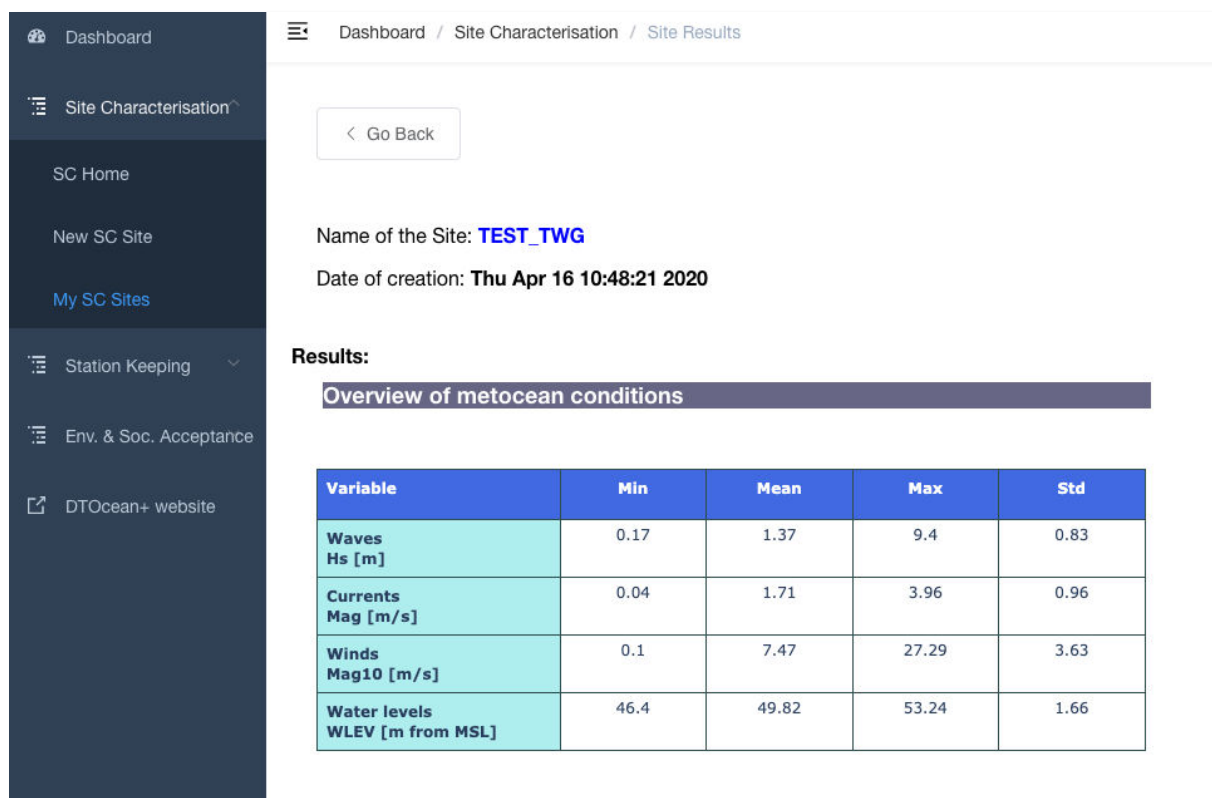 Dashboard
Site Characterisation
SC Home
New SC Site
My SC Sites
Station Keeping
Env. & Soc. Acceptance
DTOcean+ website
Dashboard / Site Characterisation / Site Results
< Go Back
Name of the Site: TEST_TWG
Date of creation: Thu Apr 16 10:48:21 2020
Results:
Overview of metocean conditions
Variable Min Mean Max Std
Waves 0.17 1.37 9.4 0.83
Hs [m]
Currents 0.04 1.71 3.96 0.96
Mag [m/s]
Winds 0.1 7.47 27.29 3.63
Mag10 [m/s]
Water levels 46.4 49.82 53.24 1.66
WLEV [m from MSL]